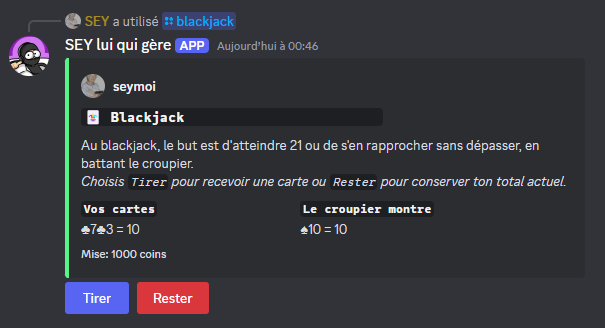 SEY a utilisé blackjack
SEY lui qui gère APP Aujourd'hui à 00:46
seymoi
Blackjack
Au blackjack, le but est d'atteindre 21 ou de s'en rapprocher sans dépasser, en
battant le croupier.
Choisis Tirer pour recevoir une carte ou Rester pour conserver ton total actuel.
Vos cartes Le croupier montre
♣7♣3 = 10 ♠10 = 10
Mise: 1000 coins
Tirer Rester